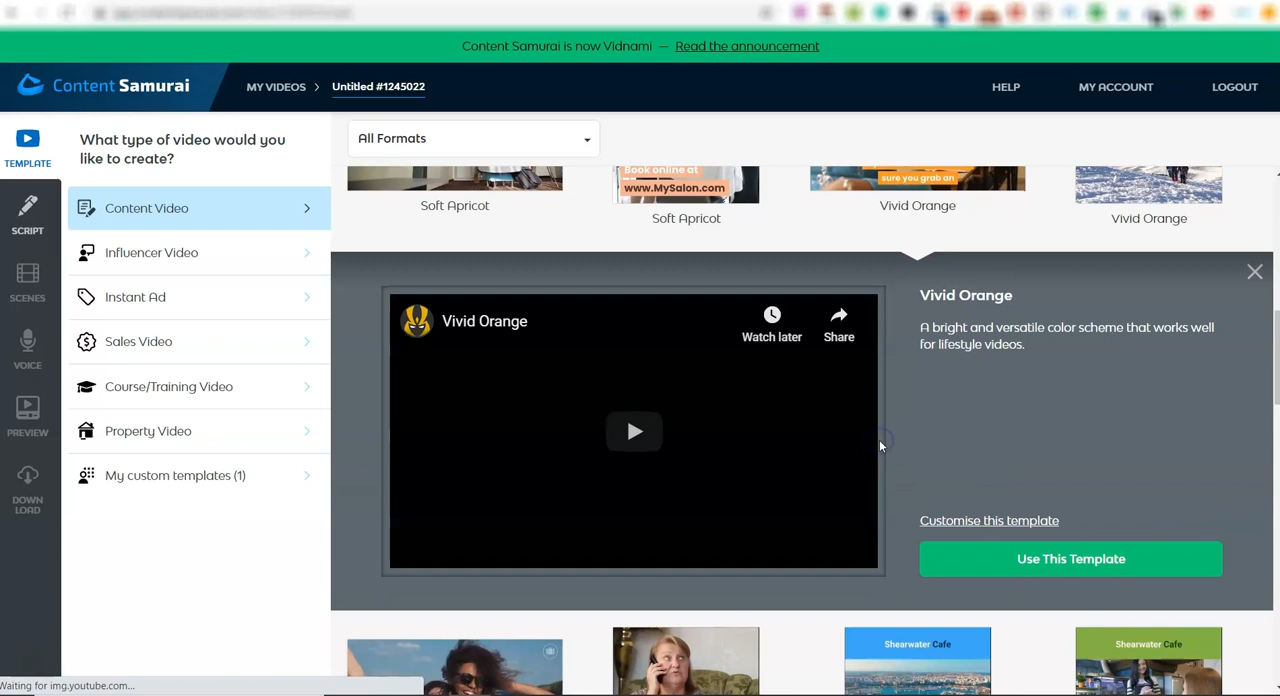 Content Samurai is now Vidnami — Read the announcement
Content Samurai
MY VIDEOS > Untitled #1245022
HELP
MY ACCOUNT
LOGOUT
TEMPLATE
SCRIPT
SCENES
VOICE
PREVIEW
DOWN
LOAD
What type of video would you
like to create?
Content Video
Influencer Video
Instant Ad
Sales Video
Course/Training Video
Property Video
My custom templates (1)
All Formats
Book online at
www.MySalon.com
sure you grab an
Soft Apricot
Soft Apricot
Vivid Orange
Vivid Orange
Vivid Orange
Watch later
Share
Vivid Orange
A bright and versatile color scheme that works well
for lifestyle videos.
Customise this template
Use This Template
Shearwater Cafe
Shearwater Cafe
Waiting for img.youtube.com...